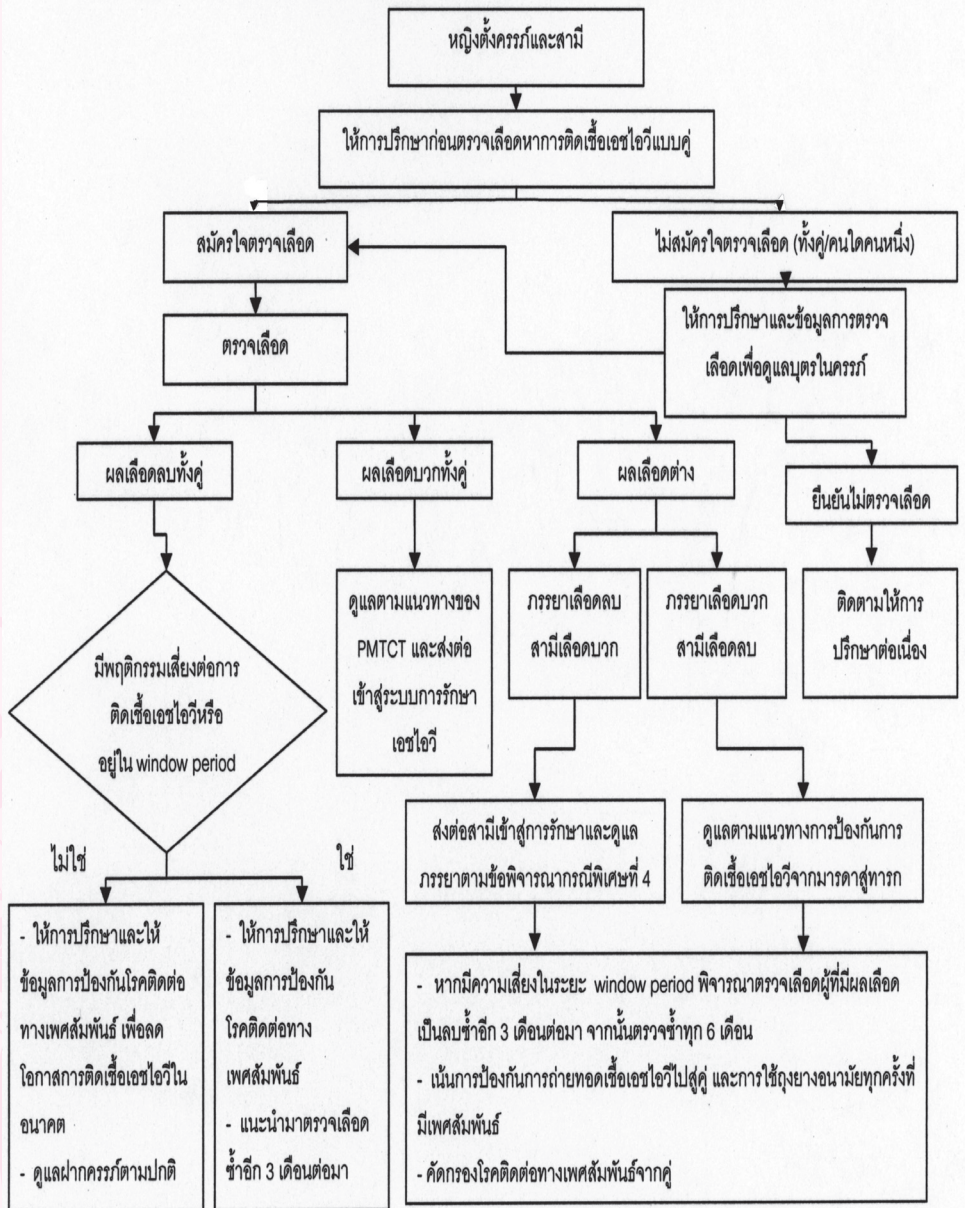 หญิงตั้งครรภ์และสามี
ให้การปรึกษาก่อนตรวจเลือดหาการติดเชื้อเอชไอวีแบบคู่
สมัครใจตรวจเลือด
ไม่สมัครใจตรวจเลือด (ทั้งคู่/คนใดคนหนึ่ง)
ตรวจเลือด
ให้การปรึกษาและข้อมูลการตรวจ
เลือดเพื่อดูแลบุตรในครรภ์
ผลเลือดลบทั้งคู่
ผลเลือดบวกทั้งคู่
ผลเลือดต่าง
ยืนยันไม่ตรวจเลือด
มีพฤติกรรมเสี่ยงต่อการ
ติดเชื้อเอชไอวีหรือ
อยู่ใน window period
ดูแลตามแนวทางของ
PMTCT และส่งต่อ
เข้าสู่ระบบการรักษา
เอชไอวี
ภรรยาเลือดลบ
สามีเลือดบวก
ภรรยาเลือดบวก
สามีเลือดลบ
ติดตามให้การ
ปรึกษาต่อเนื่อง
ส่งต่อสามีเข้าสู่การรักษาและดูแล
ภรรยาตามข้อพิจารณากรณีพิเศษที่ 4
ดูแลตามแนวทางการป้องกันการ
ติดเชื้อเอชไอวีจากมารดาสู่ทารก
ไม่ใช่
ใช่
- ให้การปรึกษาและให้
ข้อมูลการป้องกันโรคติดต่อ
ทางเพศสัมพันธ์ เพื่อลด
โอกาสการติดเชื้อเอชไอวีใน
อนาคต
- ดูแลฝากครรภ์ตามปกติ
- ให้การปรึกษาและให้
ข้อมูลการป้องกัน
โรคติดต่อทาง
เพศสัมพันธ์
- แนะนำมาตรวจเลือด
ซ้ำอีก 3 เดือนต่อมา
- หากมีความเสี่ยงในระยะ window period พิจารณาตรวจเลือดผู้ที่มีผลเลือด
เป็นลบซ้ำอีก 3 เดือนต่อมา จากนั้นตรวจซ้ำทุก 6 เดือน
- เน้นการป้องกันการถ่ายทอดเชื้อเอชไอวีไปสู่คู่ และการใช้ถุงยางอนามัยทุกครั้งที่
มีเพศสัมพันธ์
- คัดกรองโรคติดต่อทางเพศสัมพันธ์จากคู่